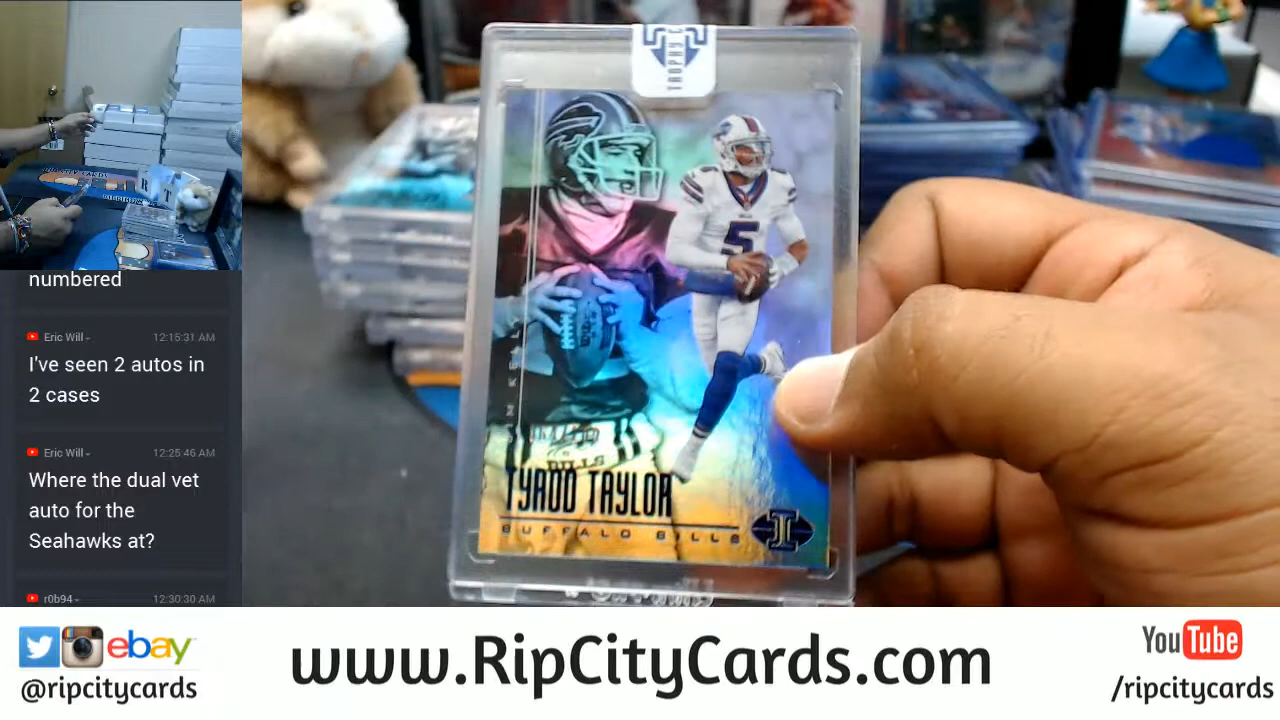 numbered
Eric Will
12:15:31 AM
I've seen 2 autos in
2 cases
Eric Will
12:25:46 AM
Where the dual vet
auto for the
Seahawks at?
r0b94
12:30:30 AM
TROPHY
5
BILLS
TYROD TAYLOR
BUFFALO BILLS
I
ebay
@ripcitycards
www.RipCityCards.com
YouTube
/ripcitycards